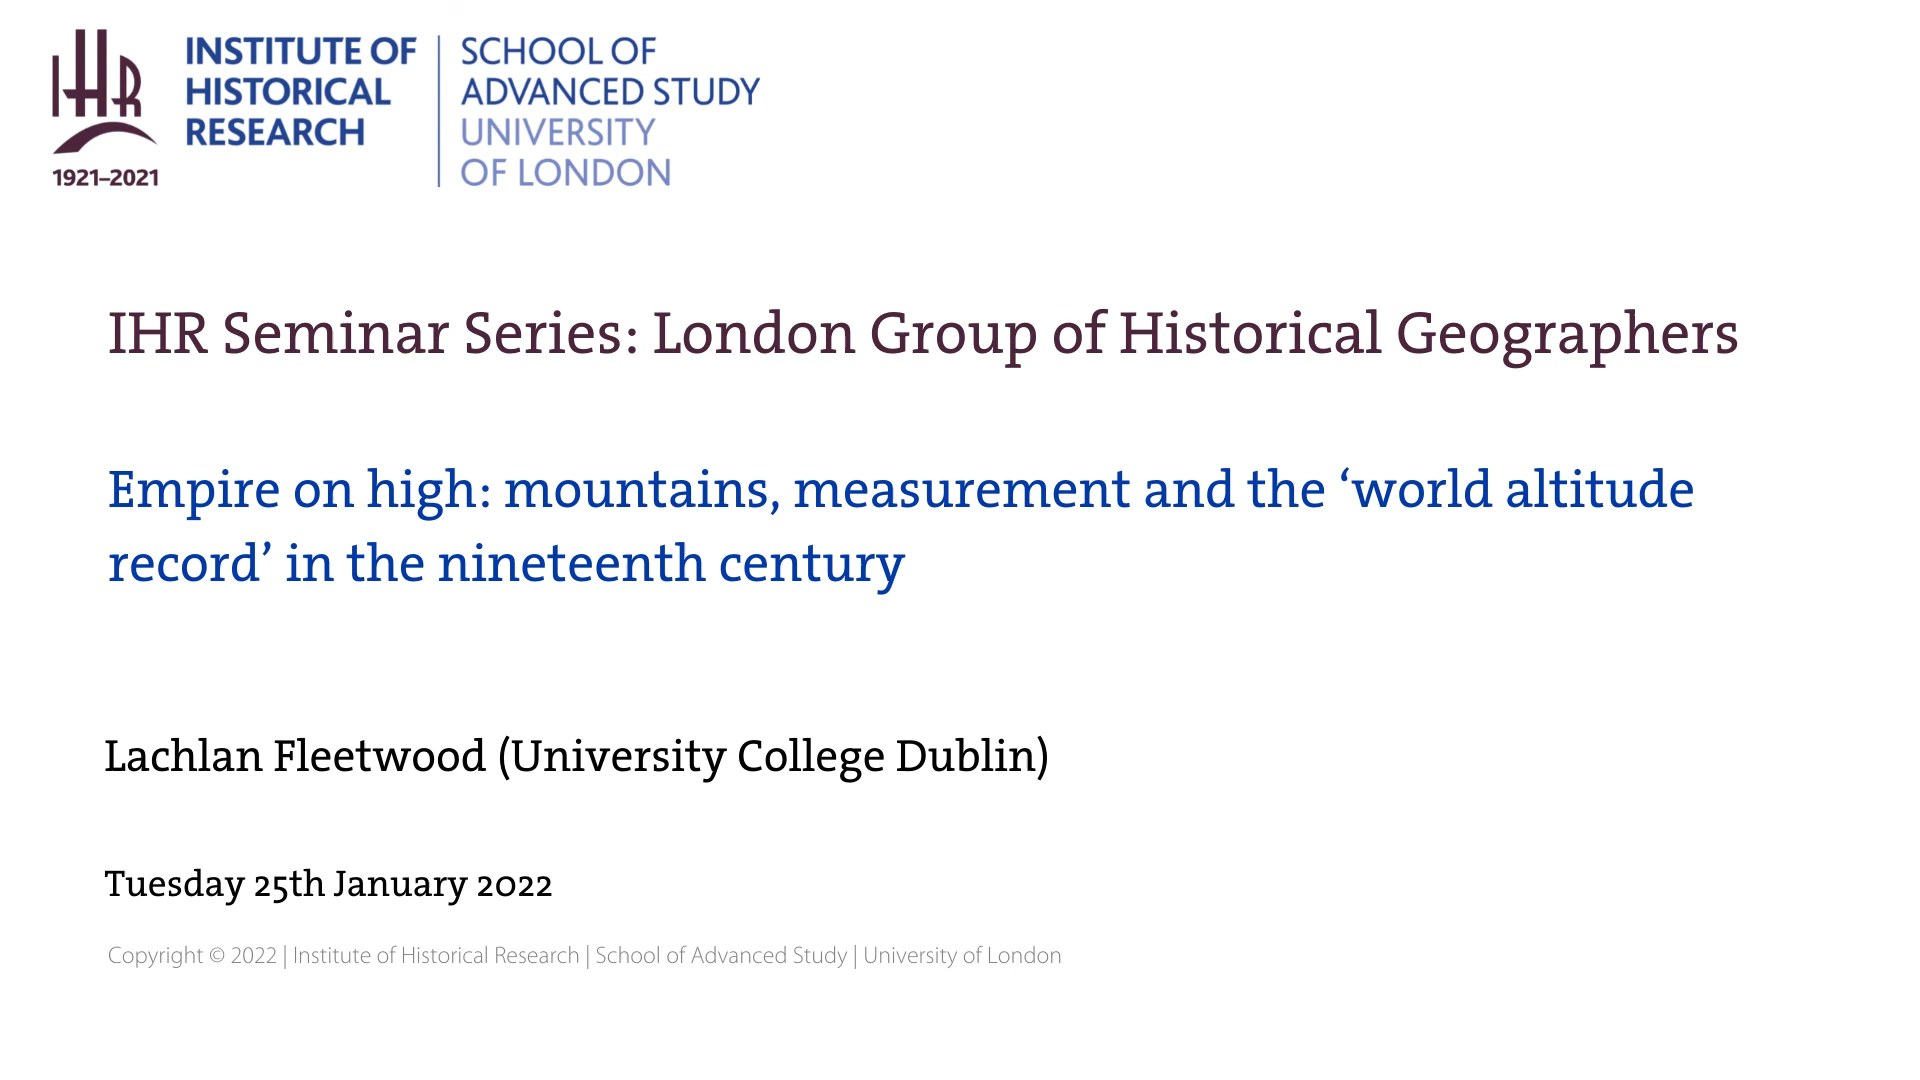 IHR
1921–2021
INSTITUTE OF
HISTORICAL
RESEARCH
SCHOOL OF
ADVANCED STUDY
UNIVERSITY
OF LONDON
IHR Seminar Series: London Group of Historical Geographers
Empire on high: mountains, measurement and the ‘world altitude
record’ in the nineteenth century
Lachlan Fleetwood (University College Dublin)
Tuesday 25th January 2022
Copyright © 2022 | Institute of Historical Research | School of Advanced Study | University of London